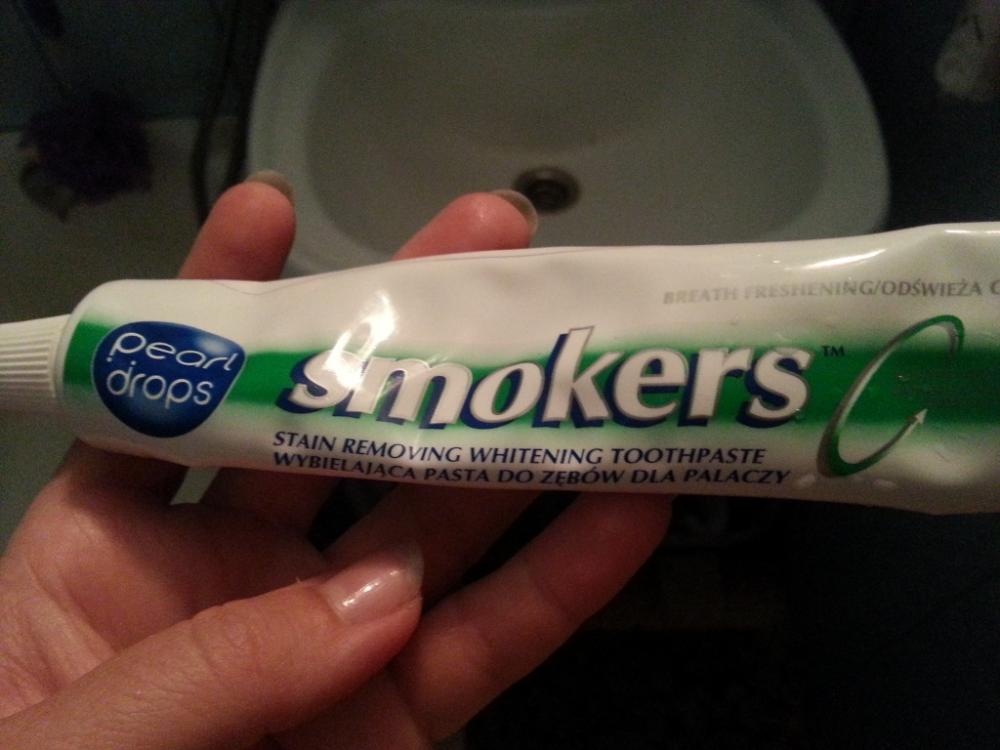 BREATH FRESHENING/ODŚWIEŻA
pearl
drops
smokers™
STAIN REMOVING WHITENING TOOTHPASTE
WYBIELAJĄCA PASTA DO ZĘBÓW DLA PALACZY